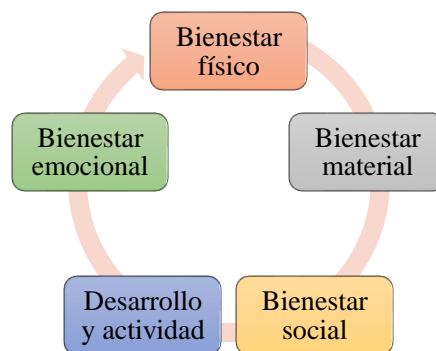 Bienestar
físico
Bienestar
material
Bienestar
social
Desarrollo
y actividad
Bienestar
emocional